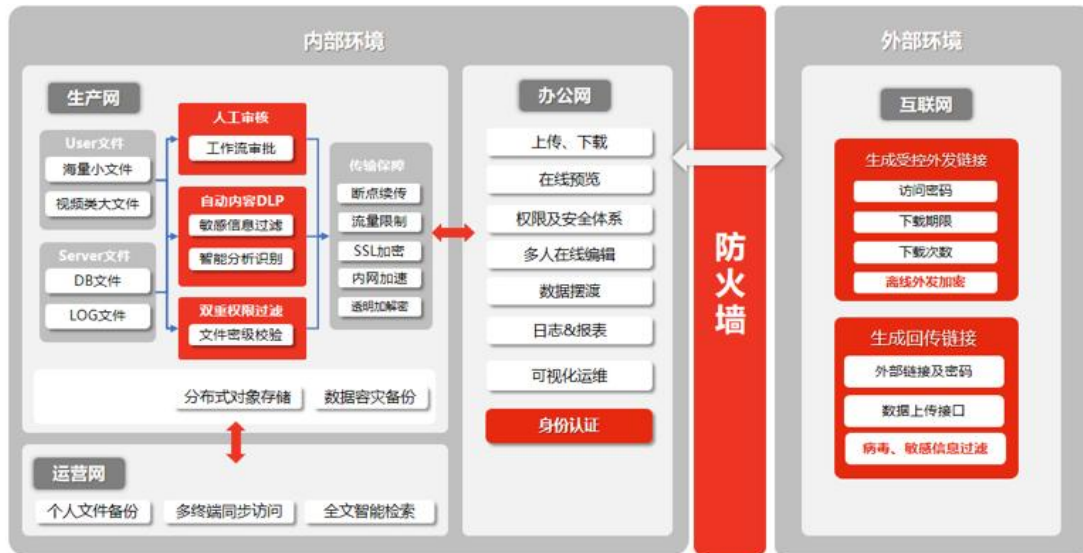 内部环境
生产网
User文件
海量小文件
视频类大文件
Server文件
DB文件
LOG文件
人工审核
工作流审批
自动内容DLP
敏感信息过滤
智能分析识别
双重权限过滤
文件密级校验
传输保障
断点续传
流量限制
SSL加密
内网加速
透明加解密
分布式对象存储
数据容灾备份
运营网
个人文件备份
多终端同步访问
全文智能检索
办公网
上传、下载
在线预览
权限及安全体系
多人在线编辑
数据摆渡
日志&报表
可视化运维
身份认证
防火墙
外部环境
互联网
生成受控外发链接
访问密码
下载期限
下载次数
离线外发加密
生成回传链接
外部链接及密码
数据上传接口
病毒、敏感信息过滤